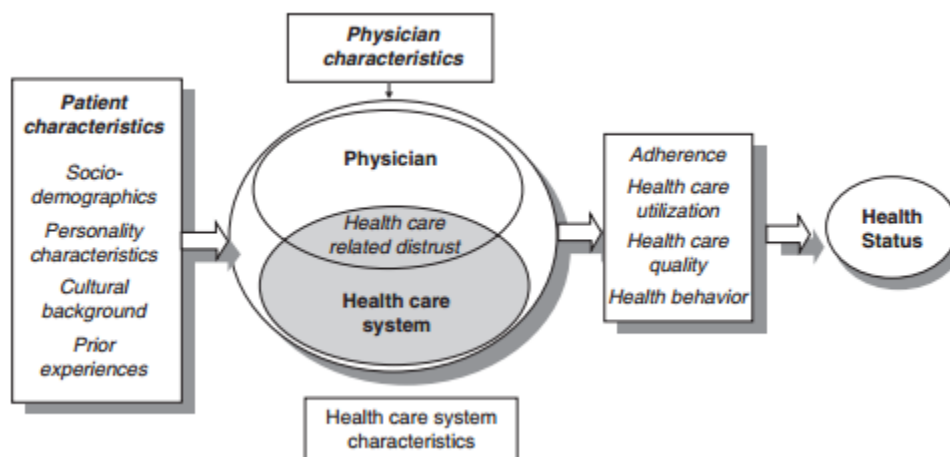 Physician
characteristics
Patient
characteristics
Socio-
demographics
Personality
characteristics
Cultural
background
Prior
experiences
Physician
Health care
related distrust
Health care
system
Health care system
characteristics
Adherence
Health care
utilization
Health care
quality
Health behavior
Health
Status